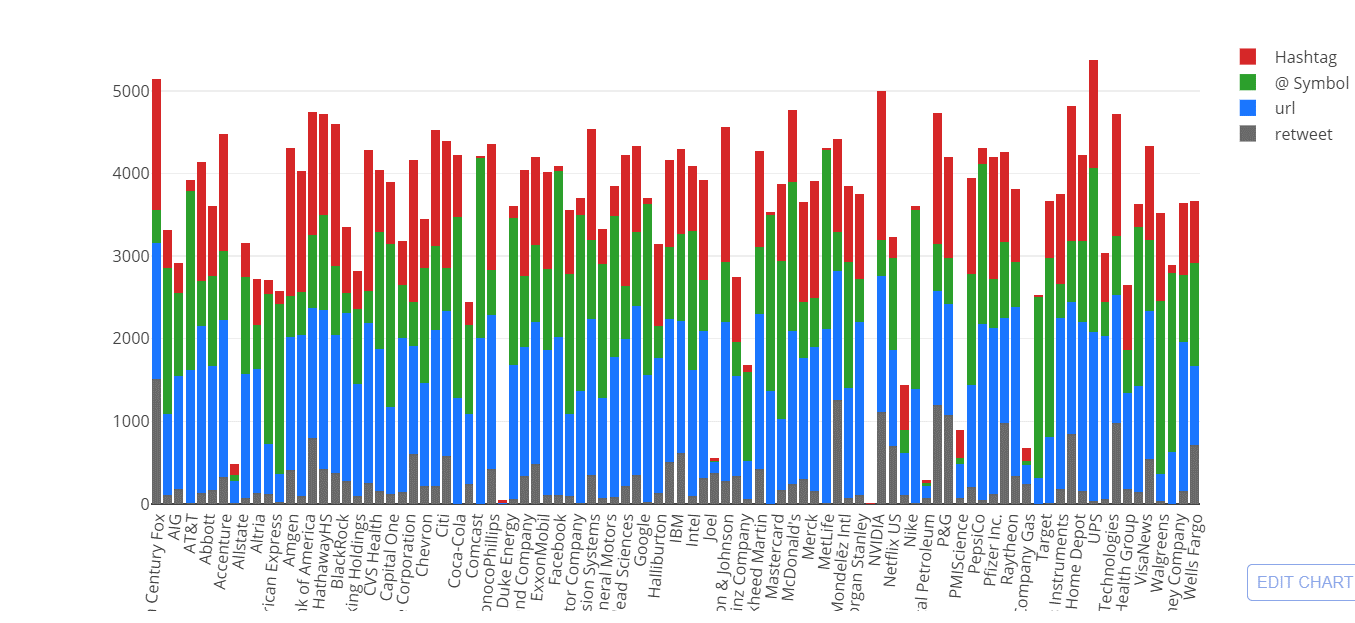 Hashtag
@ Symbol
url
retweet
5000
4000
3000
2000
1000
0
Century Fox
AIG
AT&T
Abbott
Accenture
Allstate
Altria
rican Express
Amgen
nk of America
HathawayHS
BlackRock
king Holdings
CVS Health
Capital One
Corporation
Chevron
Citi
Coca-Cola
Comcast
onocoPhillips
Duke Energy
nd Company
ExxonMobil
Facebook
tor Company
sion Systems
neral Motors
ead Sciences
Google
Halliburton
IBM
Intel
Joel
on & Johnson
inz Company
kheed Martin
Mastercard
McDonald's
Merck
MetLife
Mondelēz Intl
organ Stanley
NVIDIA
Netflix US
Nike
al Petroleum
P&G
PMIScience
PepsiCo
Pfizer Inc.
Raytheon
Company Gas
Target
Instruments
Home Depot
UPS
Technologies
Health Group
VisaNews
Walgreens
ney Company
Wells Fargo
EDIT CHART